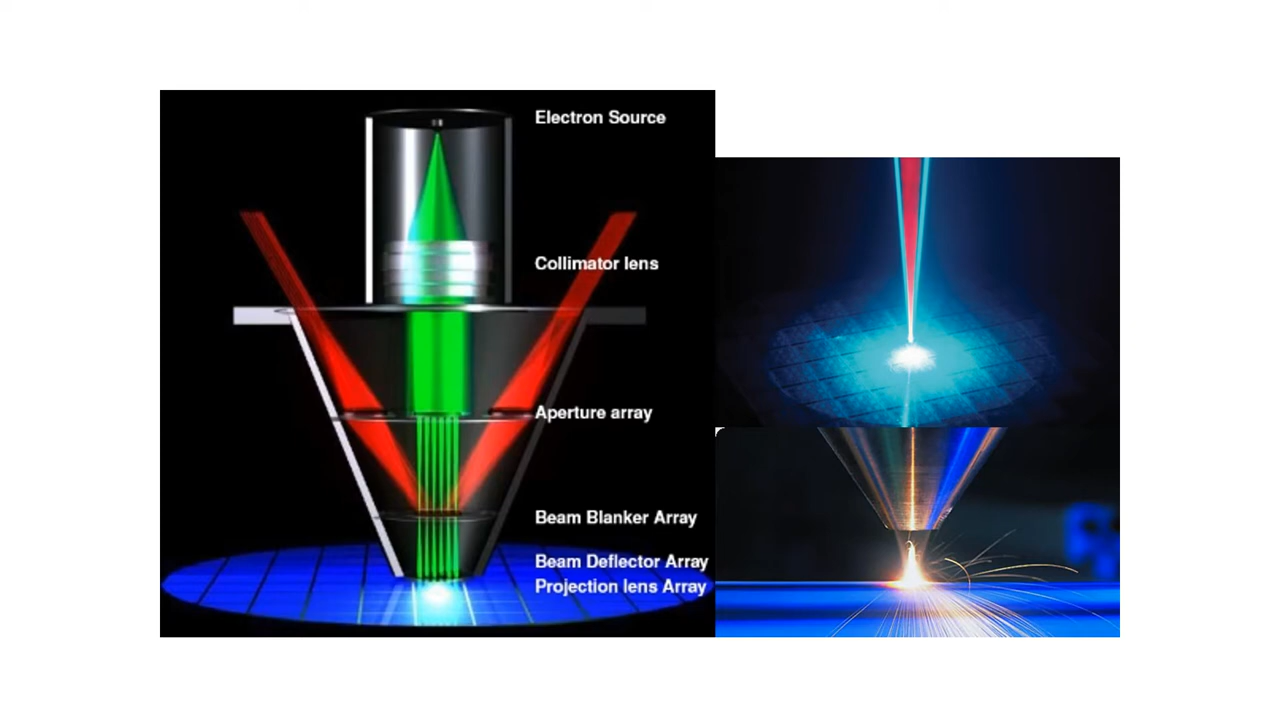 Electron Source
Collimator lens
Aperture array
Beam Blanker Array
Beam Deflector Array
Projection lens Array